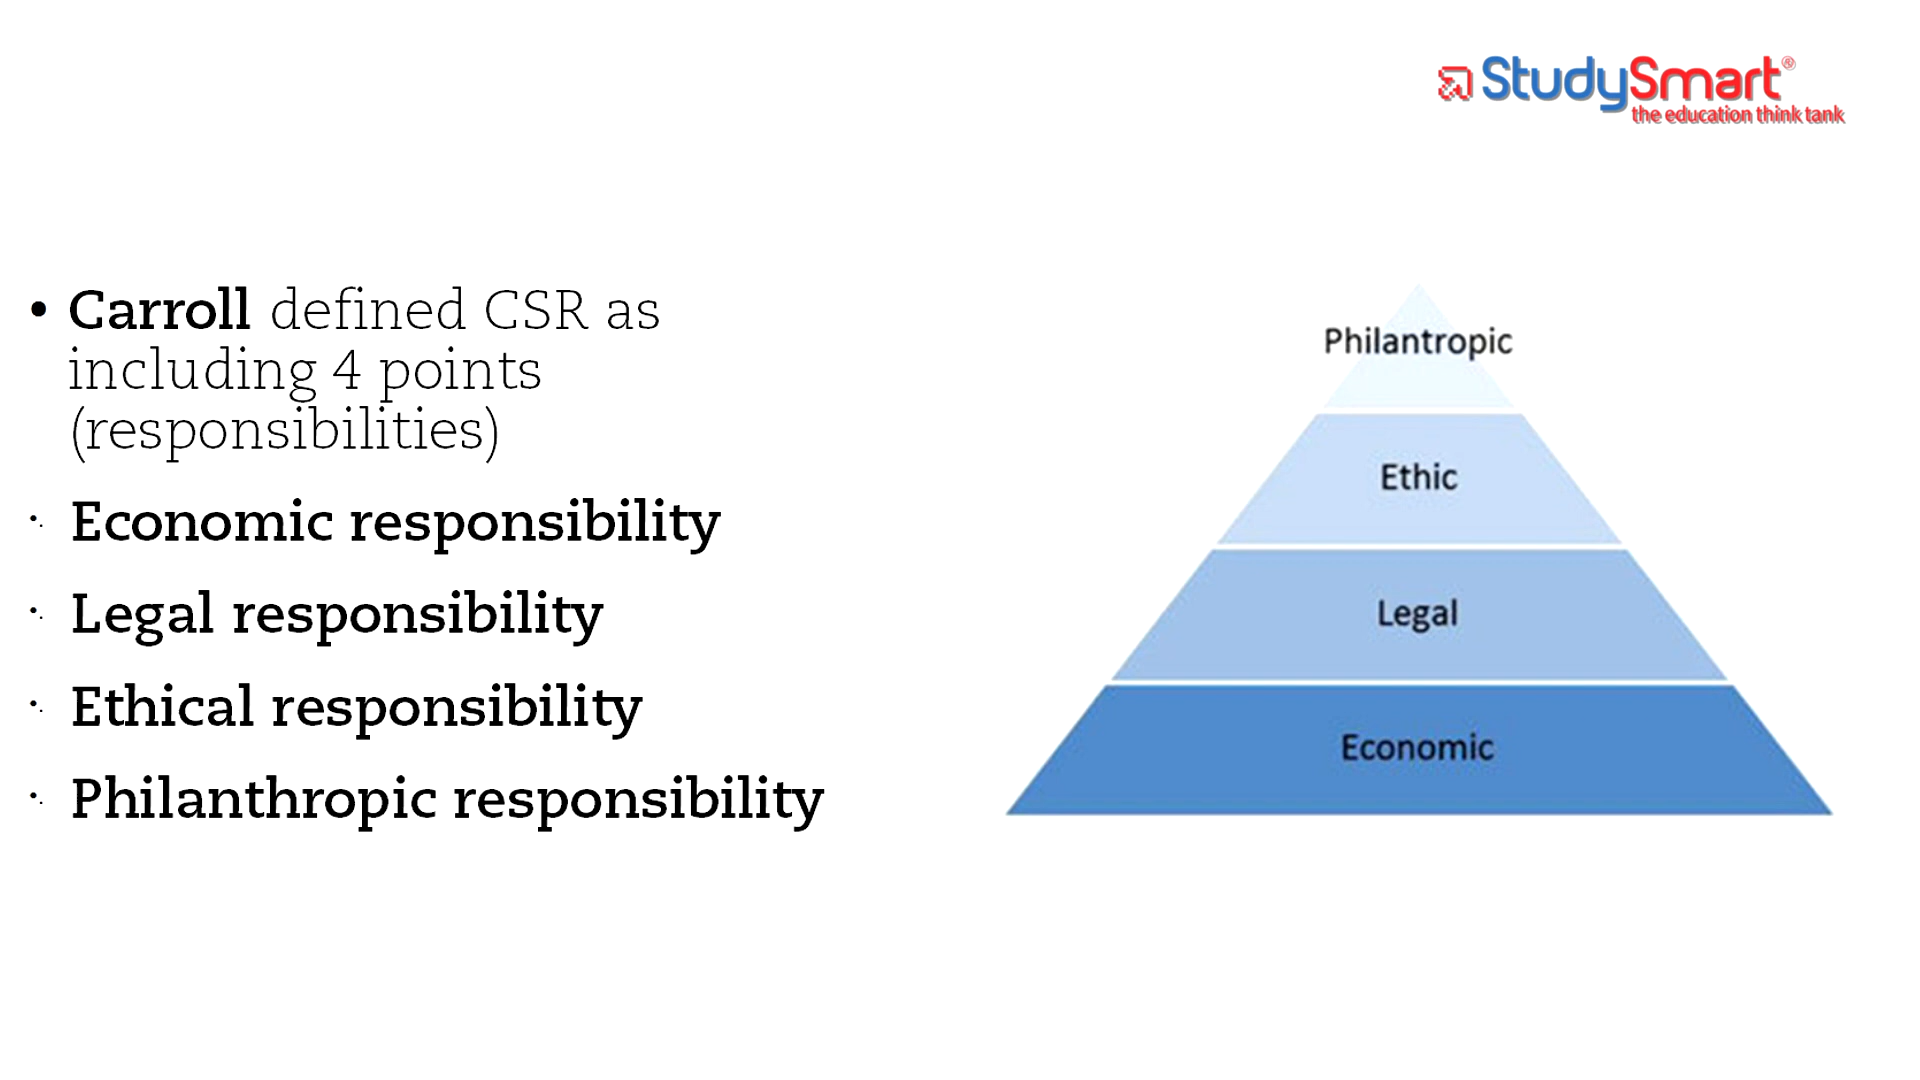 StudySmart®
the education think tank
• Carroll defined CSR as
including 4 points
(responsibilities)
Economic responsibility
Legal responsibility
Ethical responsibility
Philanthropic responsibility
Philantropic
Ethic
Legal
Economic